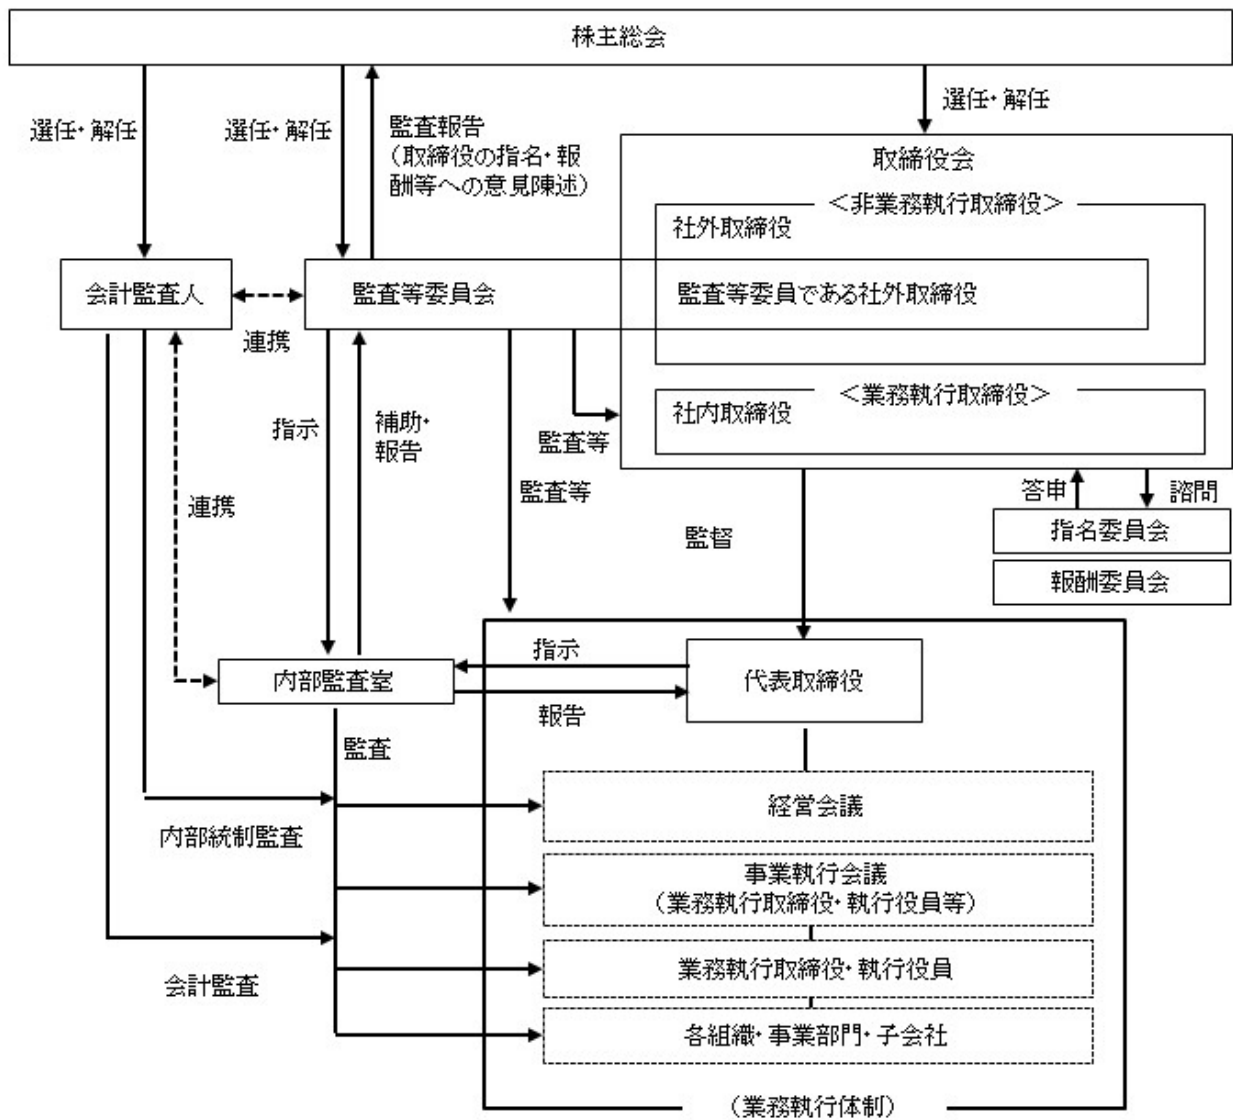 株主総会
選任・解任
選任・解任
監査報告
(取締役の指名・報
酬等への意見陳述)
選任・解任
取締役会
<非業務執行取締役>
社外取締役
会計監査人
監査等委員会
監査等委員である社外取締役
連携
<業務執行取締役>
社内取締役
指示
補助・
報告
監査等
監査等
連携
監督
答申
諮問
指名委員会
報酬委員会
指示
内部監査室
代表取締役
報告
監査
経営会議
内部統制監査
事業執行会議
(業務執行取締役・執行役員等)
業務執行取締役・執行役員
会計監査
各組織・事業部門・子会社
(業務執行体制)